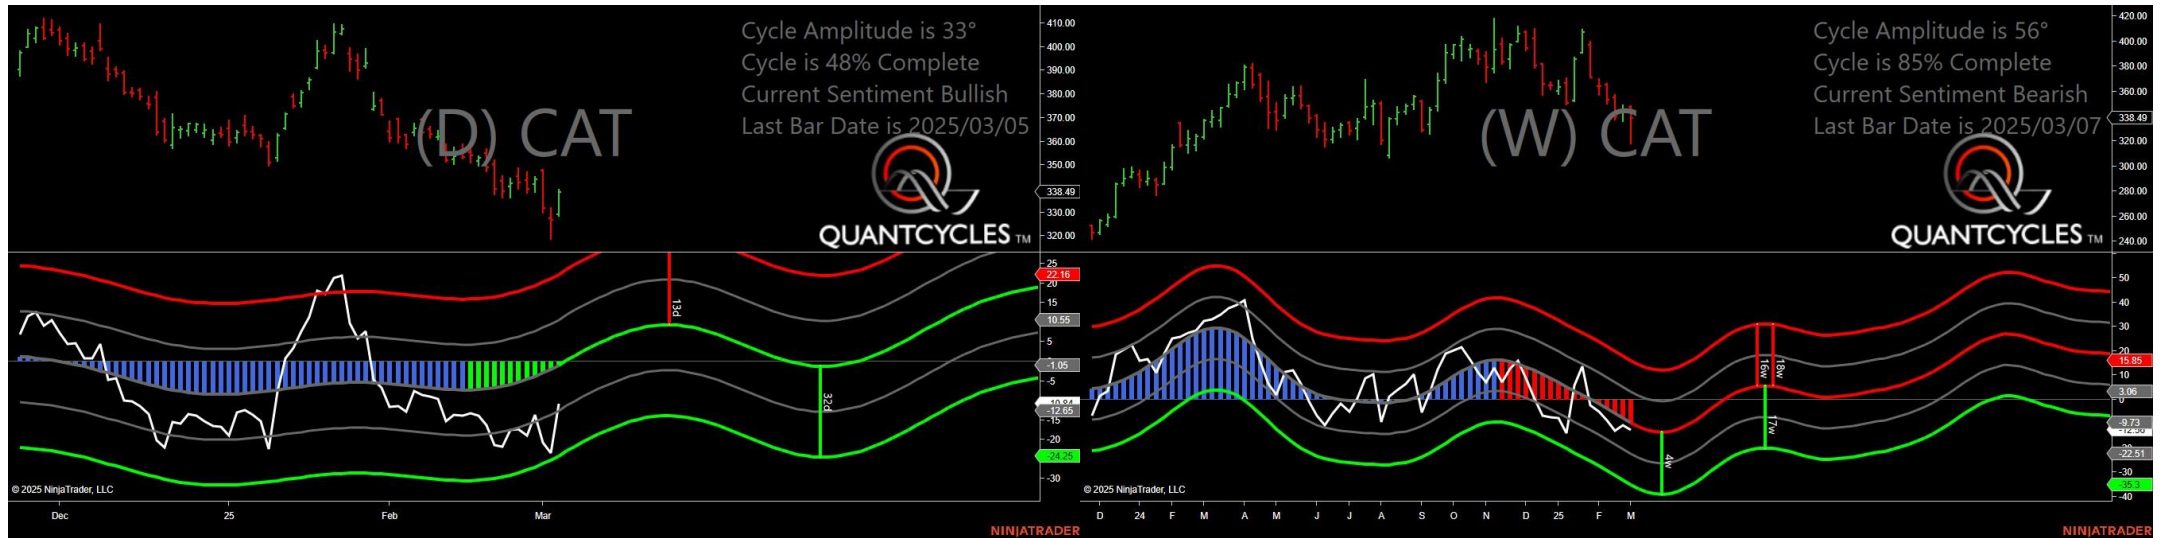 Cycle Amplitude is 33°
Cycle is 48% Complete
Current Sentiment Bullish
Last Bar Date is 2025/03/05
(D) CAT
QUANTCYCLES TM
410.00
400.00
390.00
380.00
370.00
360.00
350.00
338.49
330.00
320.00
25
22.16
20
15
10.55
5
-1.05
-5
-12.65
-15
-20
-24.25
-30
13d
32d
© 2025 NinjaTrader, LLC
Dec 25 Feb Mar
NINJATRADER
Cycle Amplitude is 56°
Cycle is 85% Complete
Current Sentiment Bearish
Last Bar Date is 2025/03/07
(W) CAT
QUANTCYCLES TM
420.00
400.00
380.00
360.00
338.49
320.00
300.00
280.00
260.00
240.00
50
40
30
20
15.85
10
3.06
0
-9.73
-22.51
-30
-35.3
-40
4w
16w
18w
17w
© 2025 NinjaTrader, LLC
D 24 F M A M J J A S O N D 25 F M
NINJATRADER